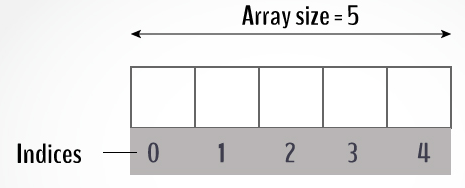 Array size = 5
Indices 0 1 2 3 4